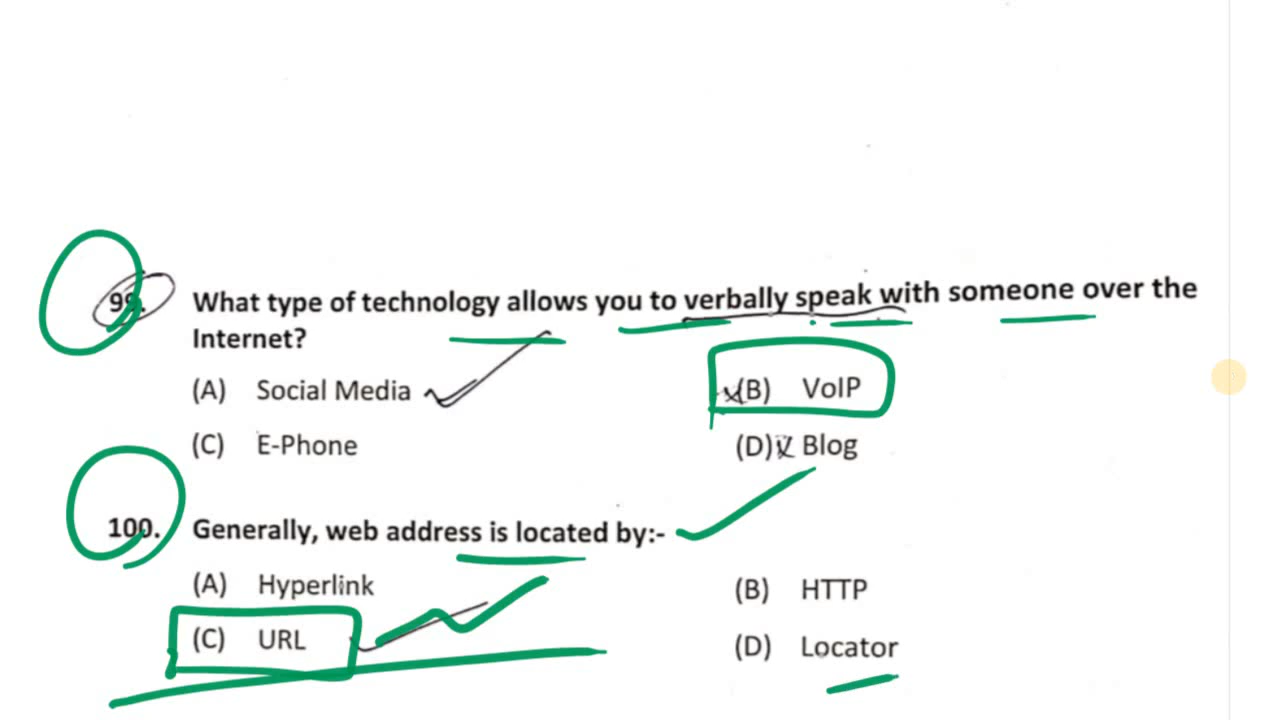 99. What type of technology allows you to verbally speak with someone over the
Internet?
(A) Social Media (B) VoIP
(C) E-Phone (D) Blog
100. Generally, web address is located by:-
(A) Hyperlink (B) HTTP
(C) URL (D) Locator